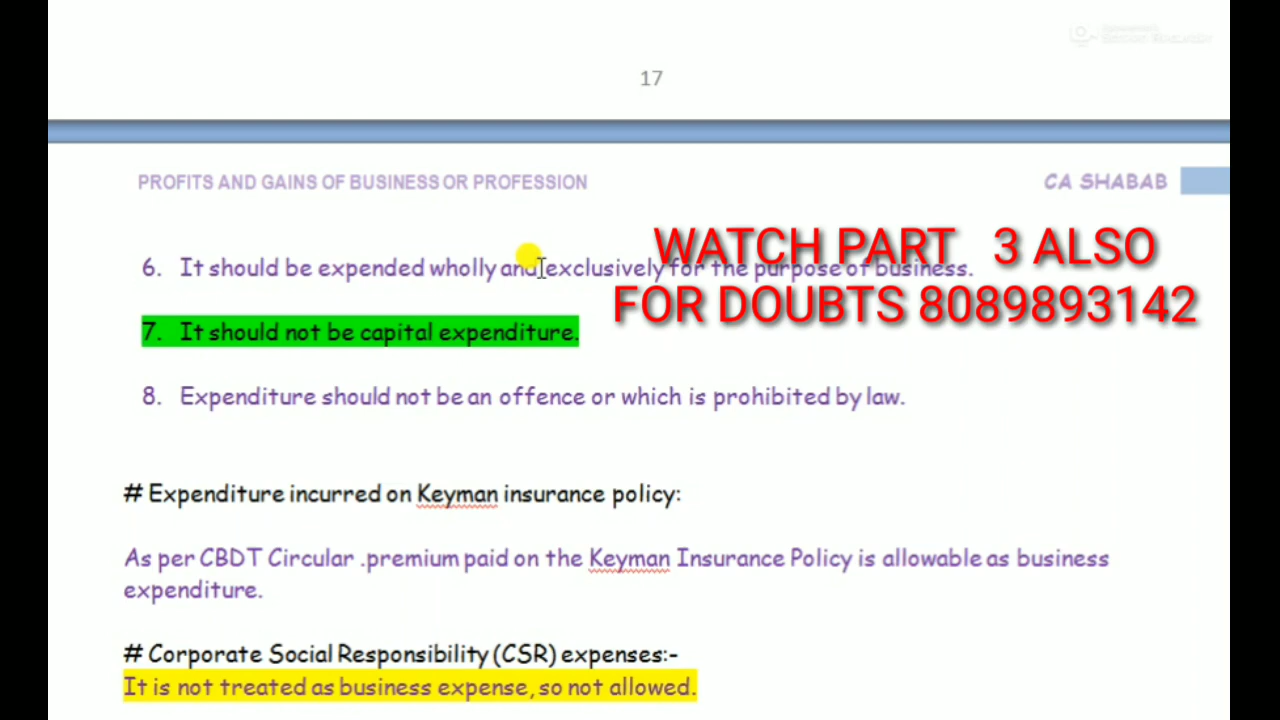 17
PROFITS AND GAINS OF BUSINESS OR PROFESSION CA SHABAB
WATCH PART 3 ALSO
FOR DOUBTS 8089893142
6. It should be expended wholly and exclusively for the purpose of business.
7. It should not be capital expenditure.
8. Expenditure should not be an offence or which is prohibited by law.
# Expenditure incurred on Keyman insurance policy:
As per CBDT Circular .premium paid on the Keyman Insurance Policy is allowable as business
expenditure.
# Corporate Social Responsibility (CSR) expenses:-
It is not treated as business expense, so not allowed.